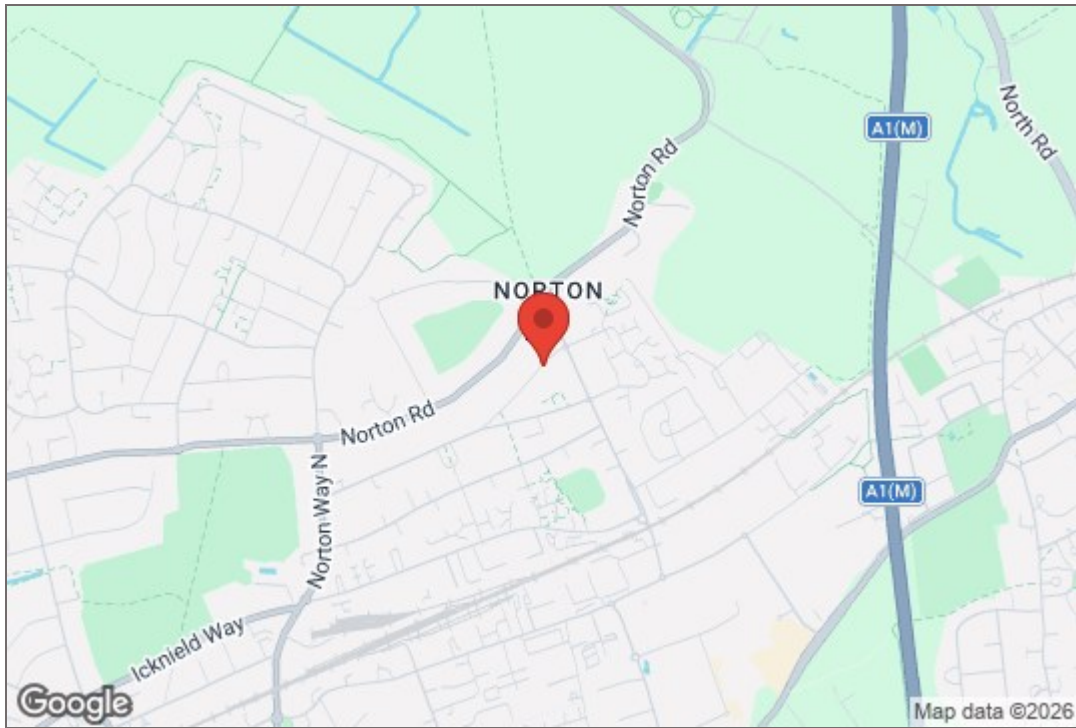 A1(M)
North Rd
Norton Rd
NORTON
Norton Rd
Norton Way N
A1(M)
Icknield Way
Google
Map data ©2026